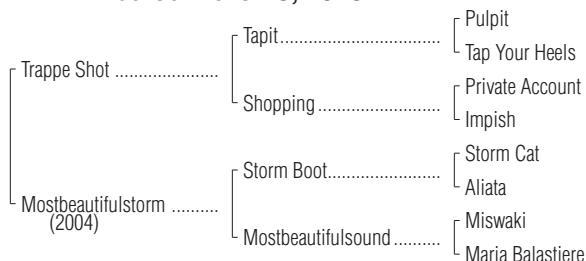 Pulpit
Tapit
Tap Your Heels
Trappe Shot
Private Account
Shopping
Impish
Storm Cat
Storm Boot
Aliata
Mostbeautifulstorm
(2004)
Miswaki
Mostbeautifulsound
Maria Balastiere